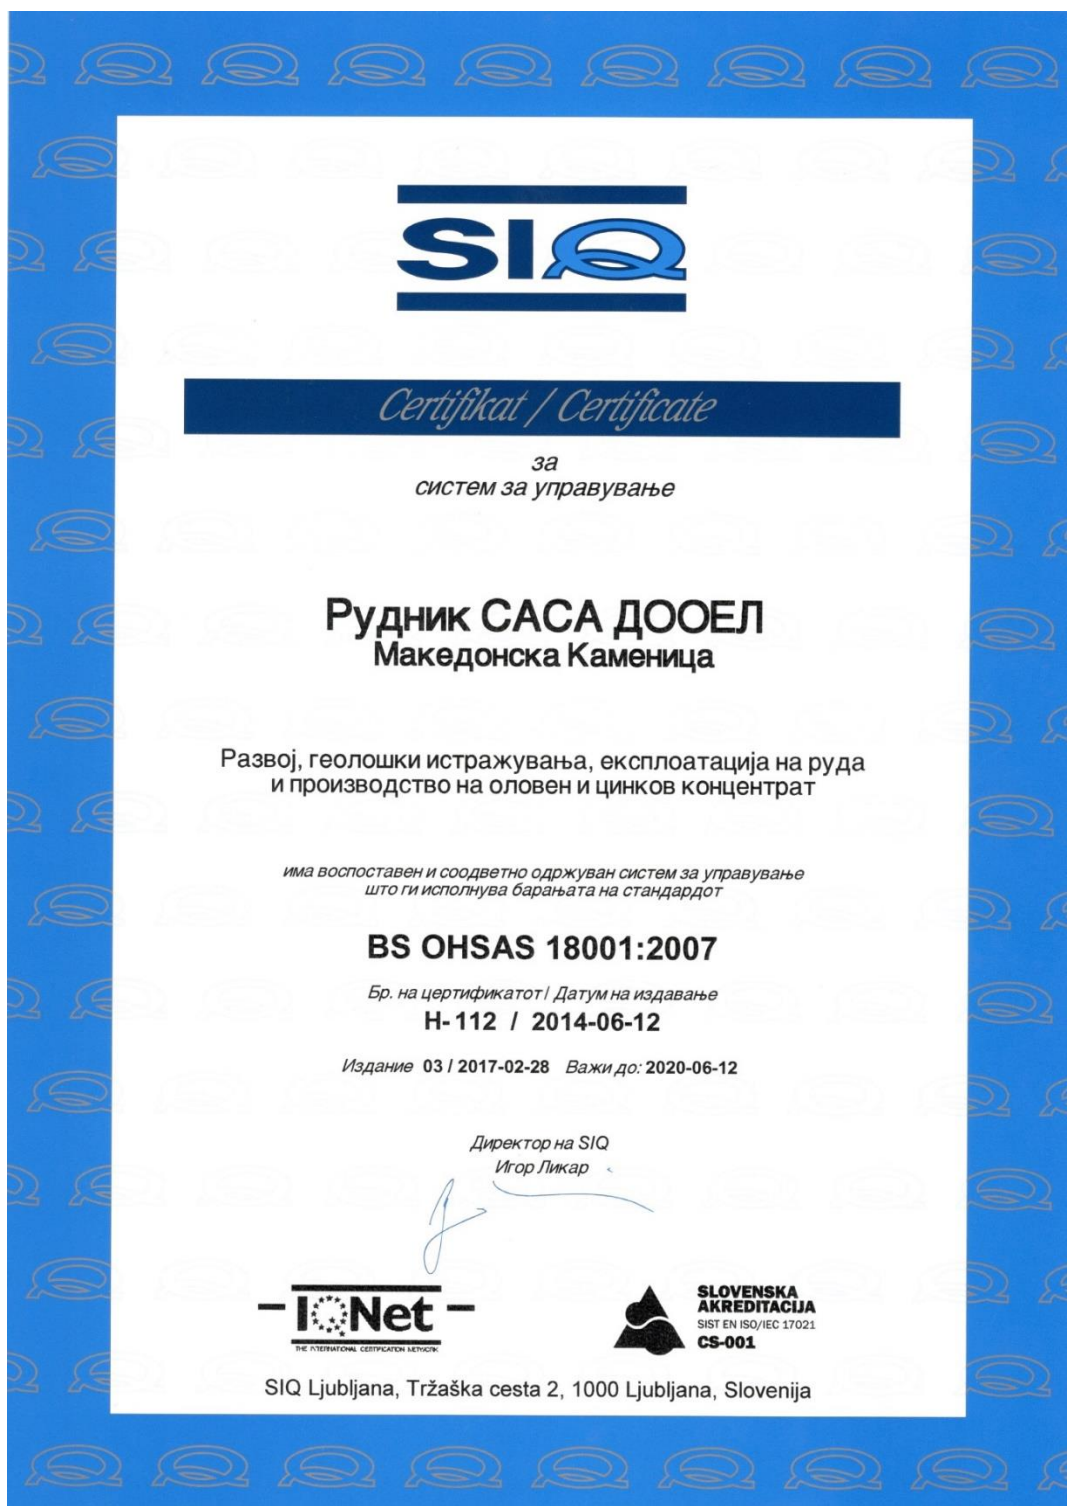 SIQ
Certifikat / Certificate
за
систем за управување
Рудник САСА ДООЕЛ
Македонска Каменица
Развој, геолошки истражувања, експлоатација на руда
и производство на оловен и цинков концентрат
има воспоставен и соодветно одржуван систем за управување
што ги исполнува барањата на стандардот
BS OHSAS 18001:2007
Бр. на цертификатот / Датум на издавање
H-112 / 2014-06-12
Издание 03 / 2017-02-28 Важи до: 2020-06-12
Директор на SIQ
Игор Ликар
IQNet
THE INTERNATIONAL CERTIFICATION NETWORK
SLOVENSKA
AKREDITACIJA
SIST EN ISO/IEC 17021
CS-001
SIQ Ljubljana, Tržaška cesta 2, 1000 Ljubljana, Slovenija